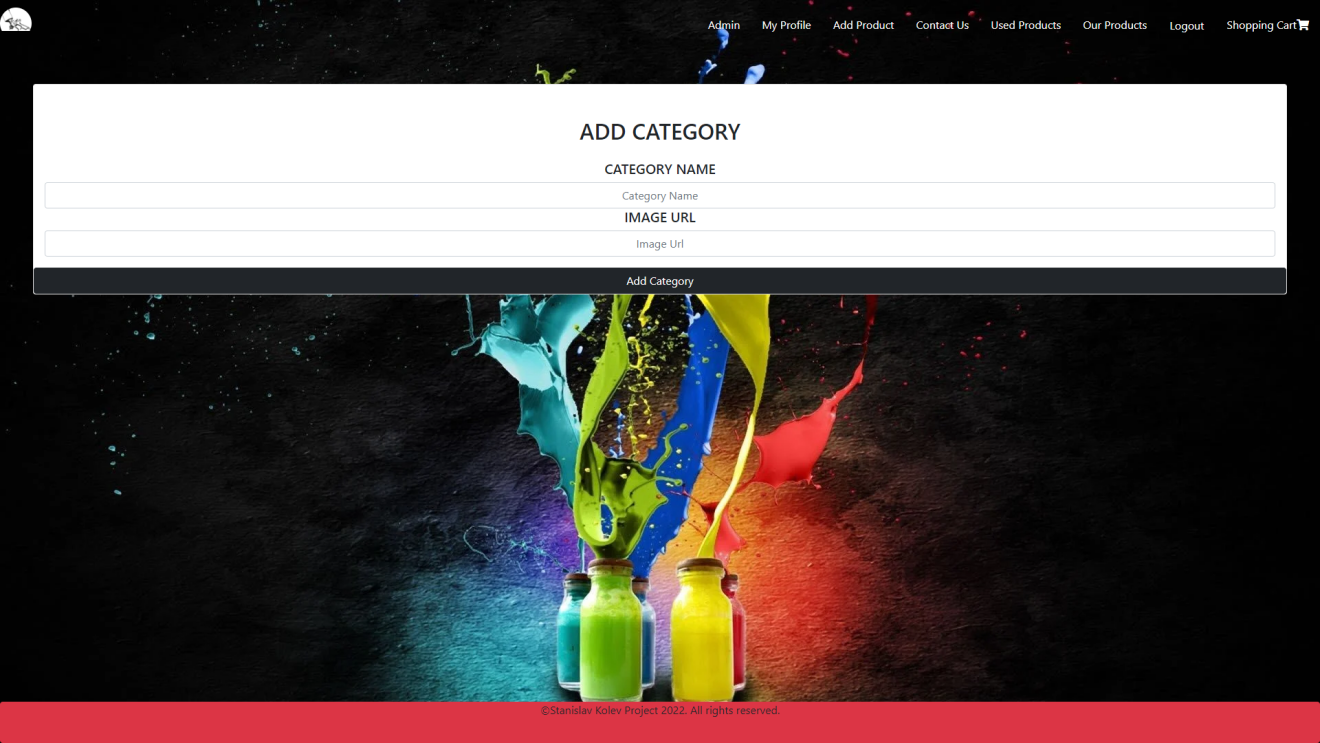 Admin My Profile Add Product Contact Us Used Products Our Products Logout Shopping Cart
ADD CATEGORY
CATEGORY NAME
Category Name
IMAGE URL
Image Url
Add Category
©Stanislav Kolev Project 2022. All rights reserved.